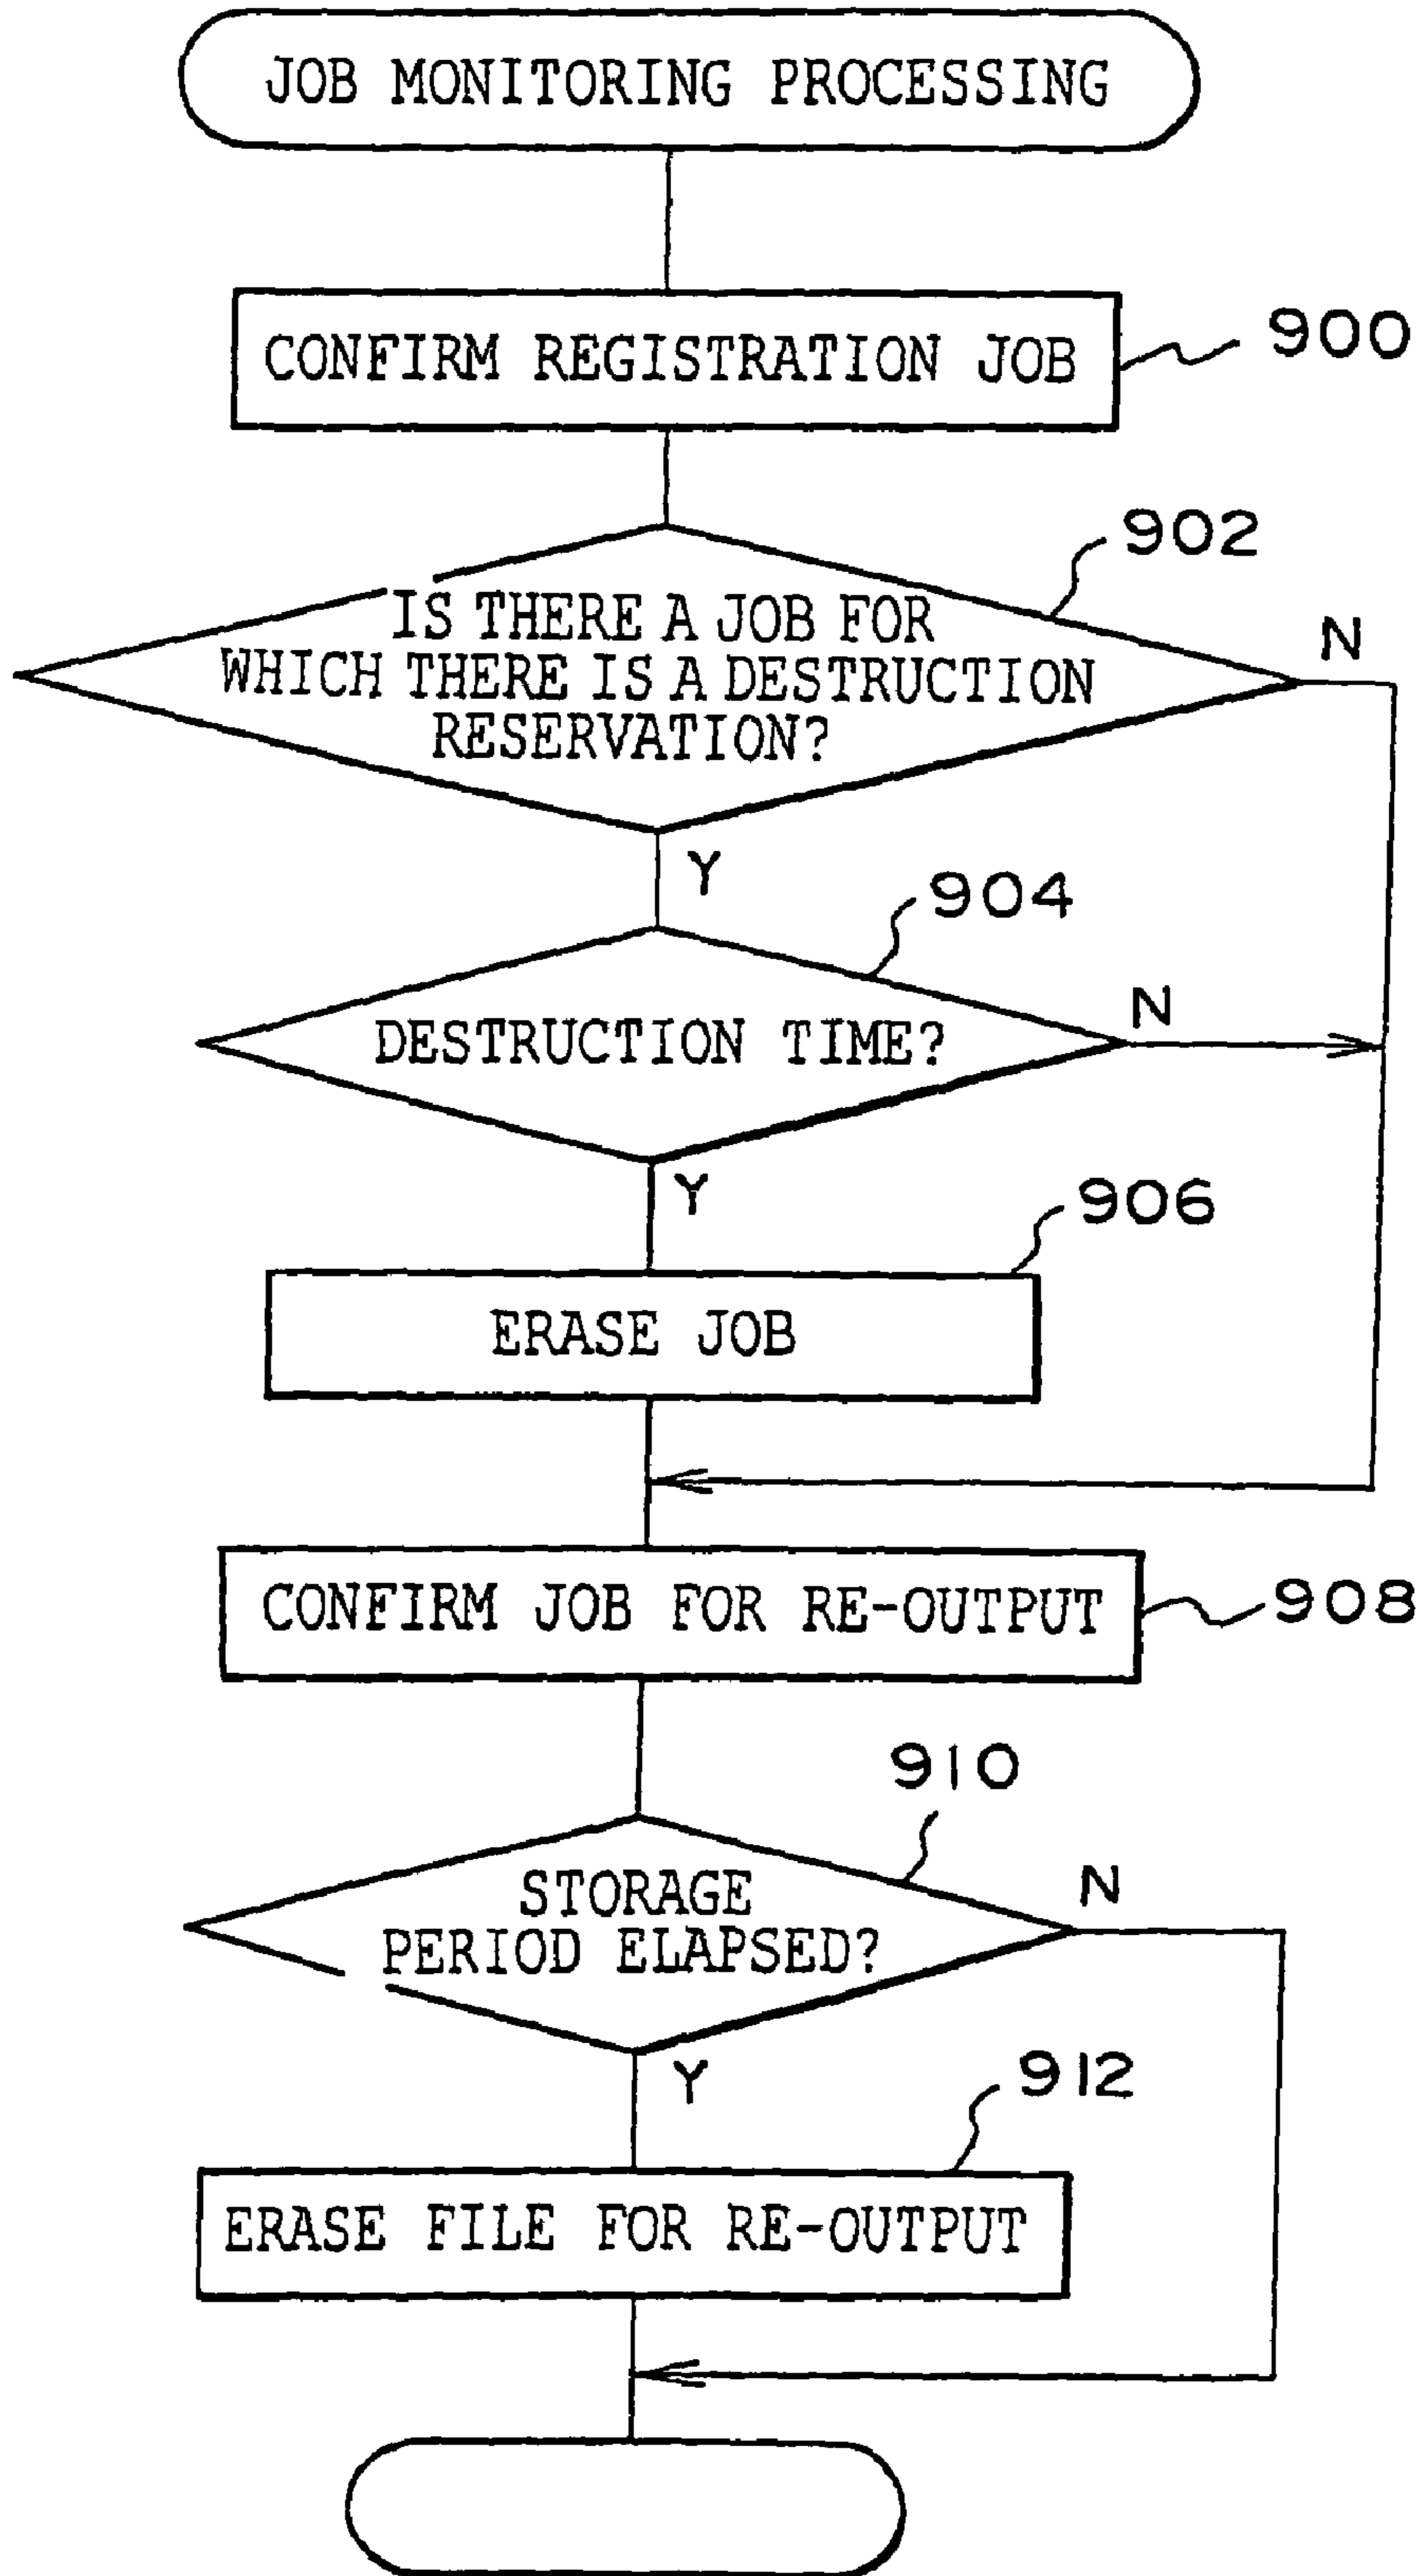 JOB MONITORING PROCESSING
CONFIRM REGISTRATION JOB
900
902
IS THERE A JOB FOR
WHICH THERE IS A DESTRUCTION
RESERVATION?
N
Y
904
DESTRUCTION TIME?
N
Y
906
ERASE JOB
CONFIRM JOB FOR RE-OUTPUT
908
910
STORAGE
PERIOD ELAPSED?
N
Y
912
ERASE FILE FOR RE-OUTPUT